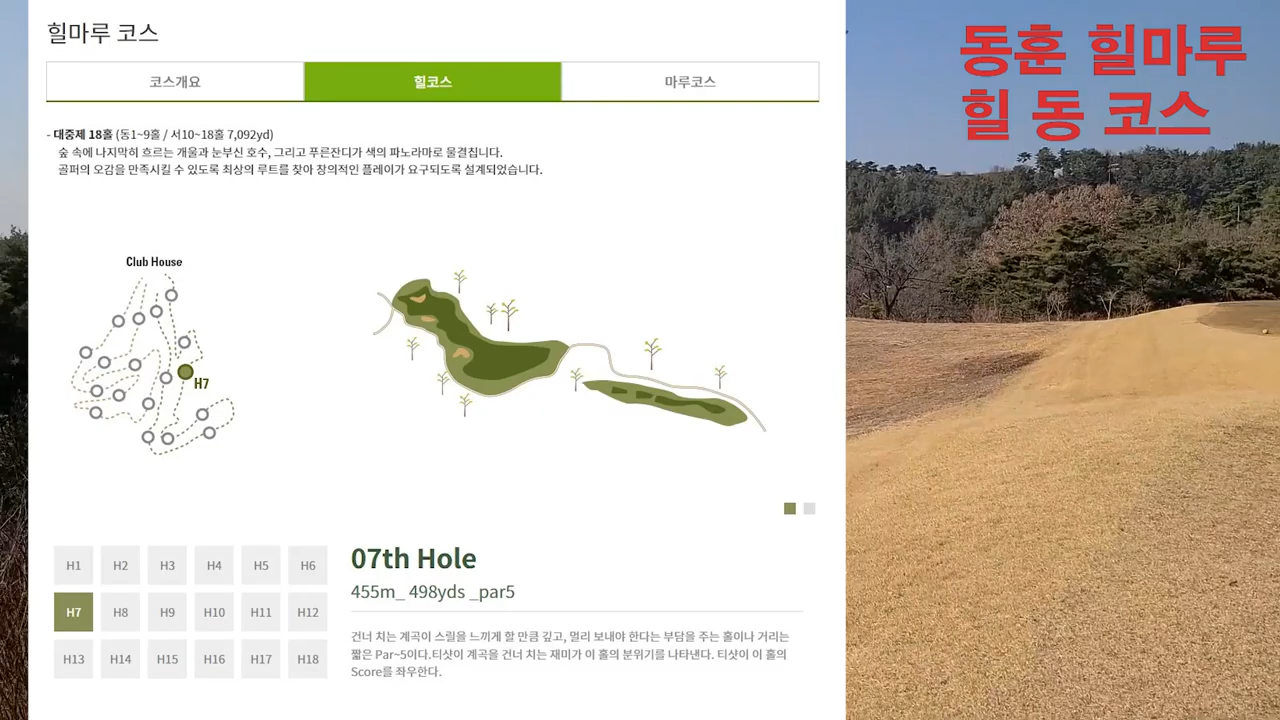 힐마루 코스
동훈 힐마루
힐 동 코스
코스개요
힐코스
마루코스
- 대중제 18홀 (동1~9홀 / 서10~18홀 7,092yd)
숲 속에 나지막히 흐르는 개울과 눈부신 호수, 그리고 푸른잔디가 색의 파노라마로 물결칩니다.
골퍼의 오감을 만족시킬 수 있도록 최상의 루트를 찾아 창의적인 플레이가 요구되도록 설계되었습니다.
Club House
H7
H1 H2 H3 H4 H5 H6
H7 H8 H9 H10 H11 H12
H13 H14 H15 H16 H17 H18
07th Hole
455m_ 498yds _par5
건너 치는 계곡이 스릴을 느끼게 할 만큼 깊고, 멀리 보내야 한다는 부담을 주는 홀이나 거리는
짧은 Par~5이다.티샷이 계곡을 건너 치는 재미가 이 홀의 분위기를 나타낸다. 티샷이 이 홀의
Score를 좌우한다.